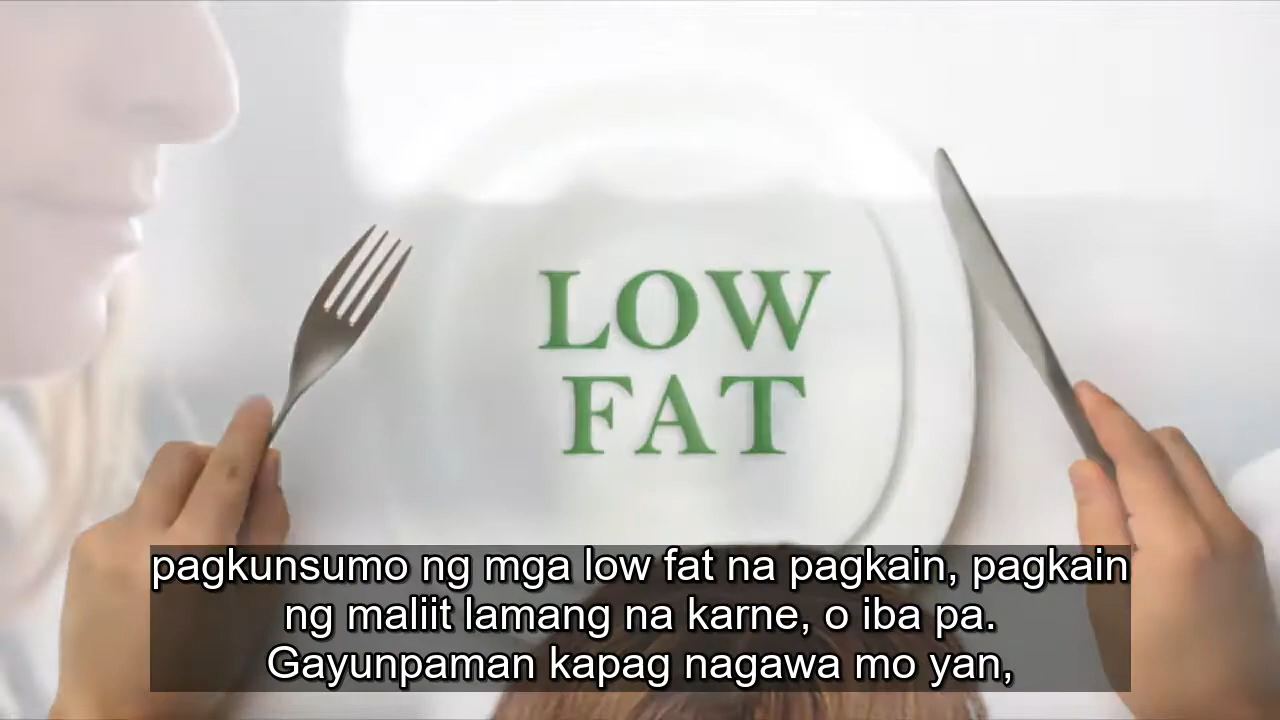 LOW
FAT
pagkunsumo ng mga low fat na pagkain, pagkain
ng maliit lamang na karne, o iba pa.
Gayunpaman kapag nagawa mo yan,